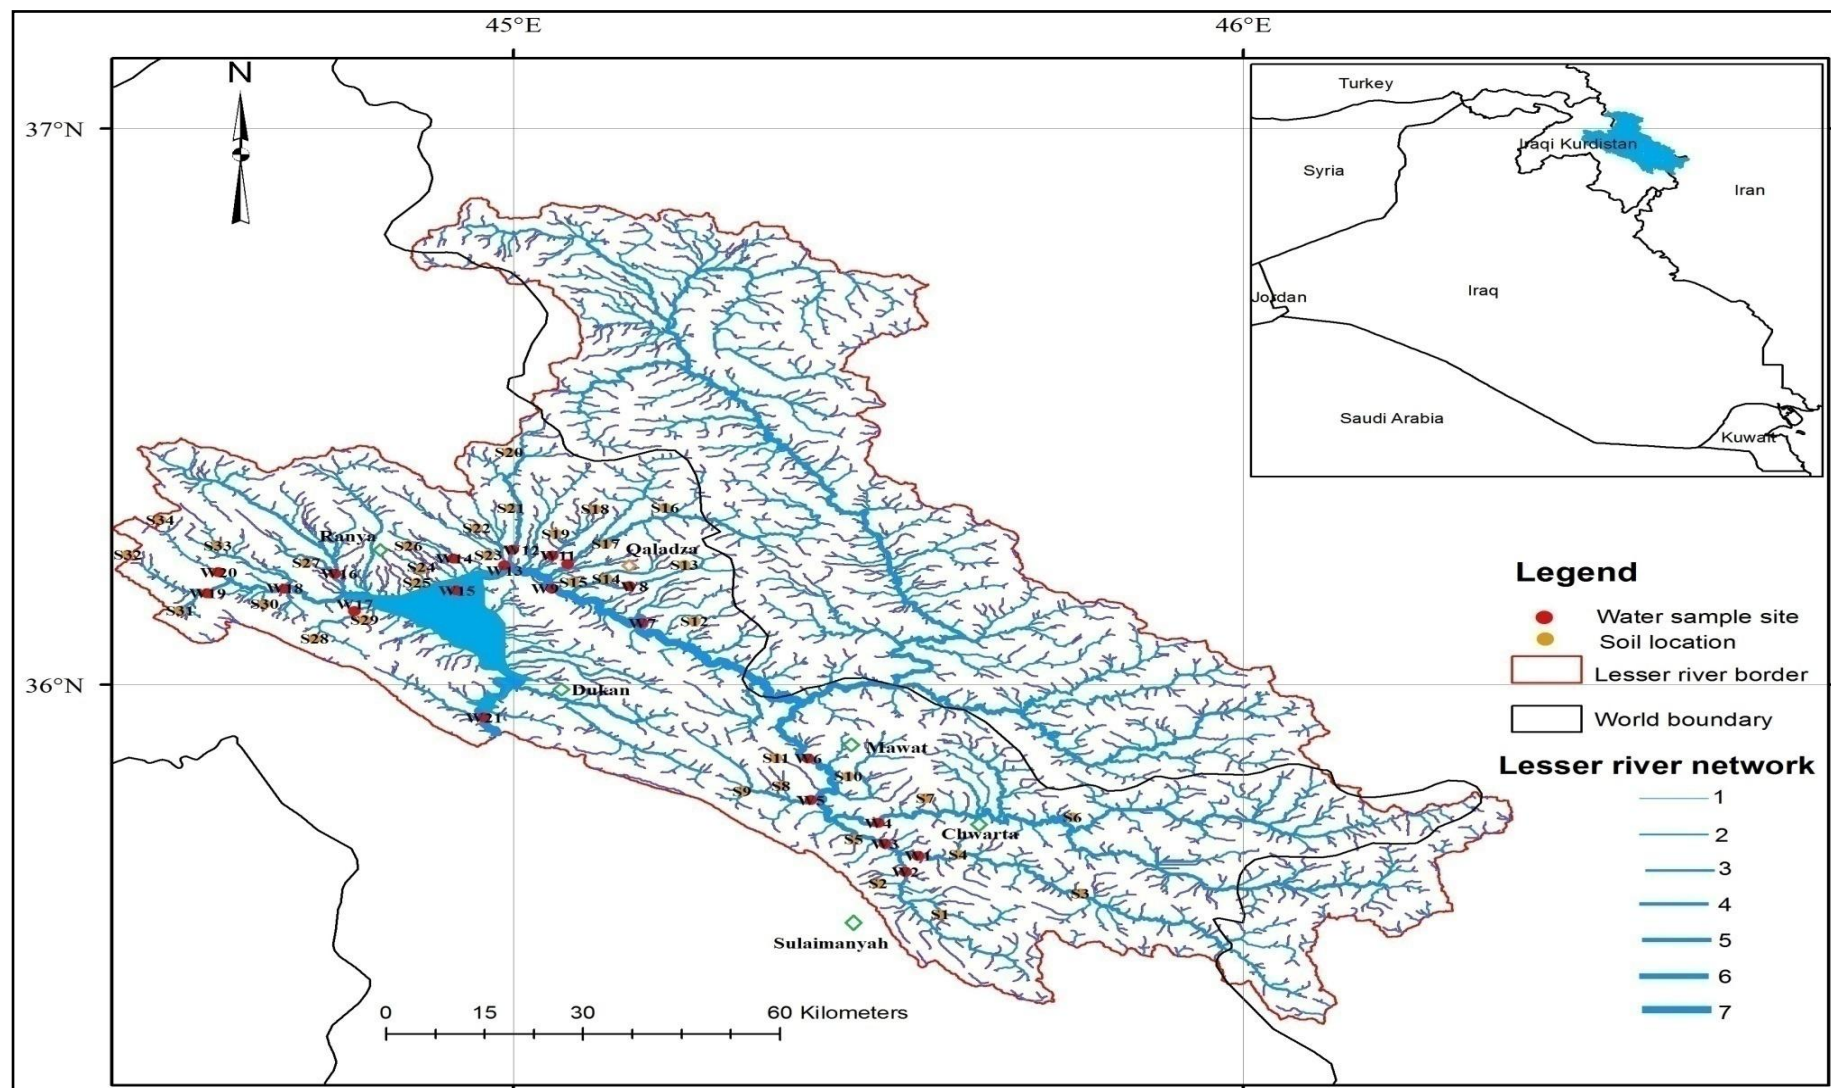 45°E
46°E
N
37°N
36°N
Turkey
Iraqi Kurdistan
Syria
Iran
Jordan
Iraq
Saudi Arabia
Kuwait
S20
S21
S18
S16
S34
S22
S19
Ranya
S33
S26
S23
W12
W11
S17
Qaladza
S32
S27
W14
S24
W13
S13
W20
W16
S25
S15
S14
W8
W19
W18
W15
W9
S31
S30
W17
S29
W7
S12
S28
Dukan
W21
Mawat
S11
W6
S10
S8
S9
W5
S7
W4
Chwarta
S6
S5
W3
W1
S4
W2
S2
S3
S1
Sulaimanyah
0 15 30 60 Kilometers
Legend
Water sample site
Soil location
Lesser river border
World boundary
Lesser river network
1
2
3
4
5
6
7